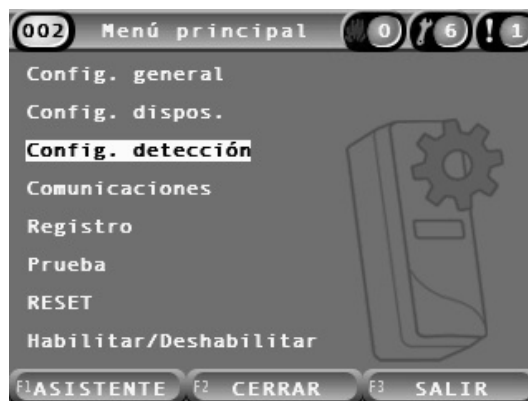 002 Menú principal 0 6 ! 1
Config. general
Config. dispos.
Config. detección
Comunicaciones
Registro
Prueba
RESET
Habilitar/Deshabilitar
F1 ASISTENTE F2 CERRAR F3 SALIR